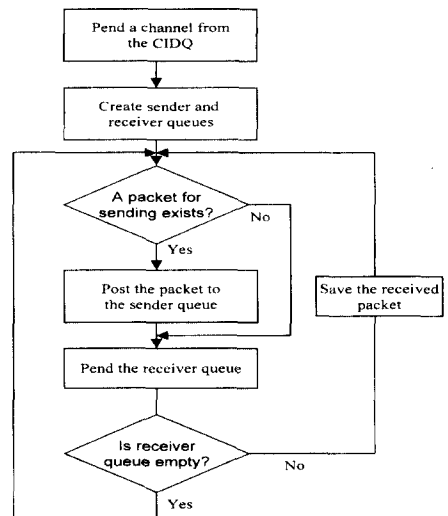 Pend a channel from
the CIDQ
Create sender and
receiver queues
A packet for
sending exists?
No
Yes
Post the packet to
the sender queue
Save the received
packet
Pend the receiver queue
Is receiver
queue empty?
No
Yes